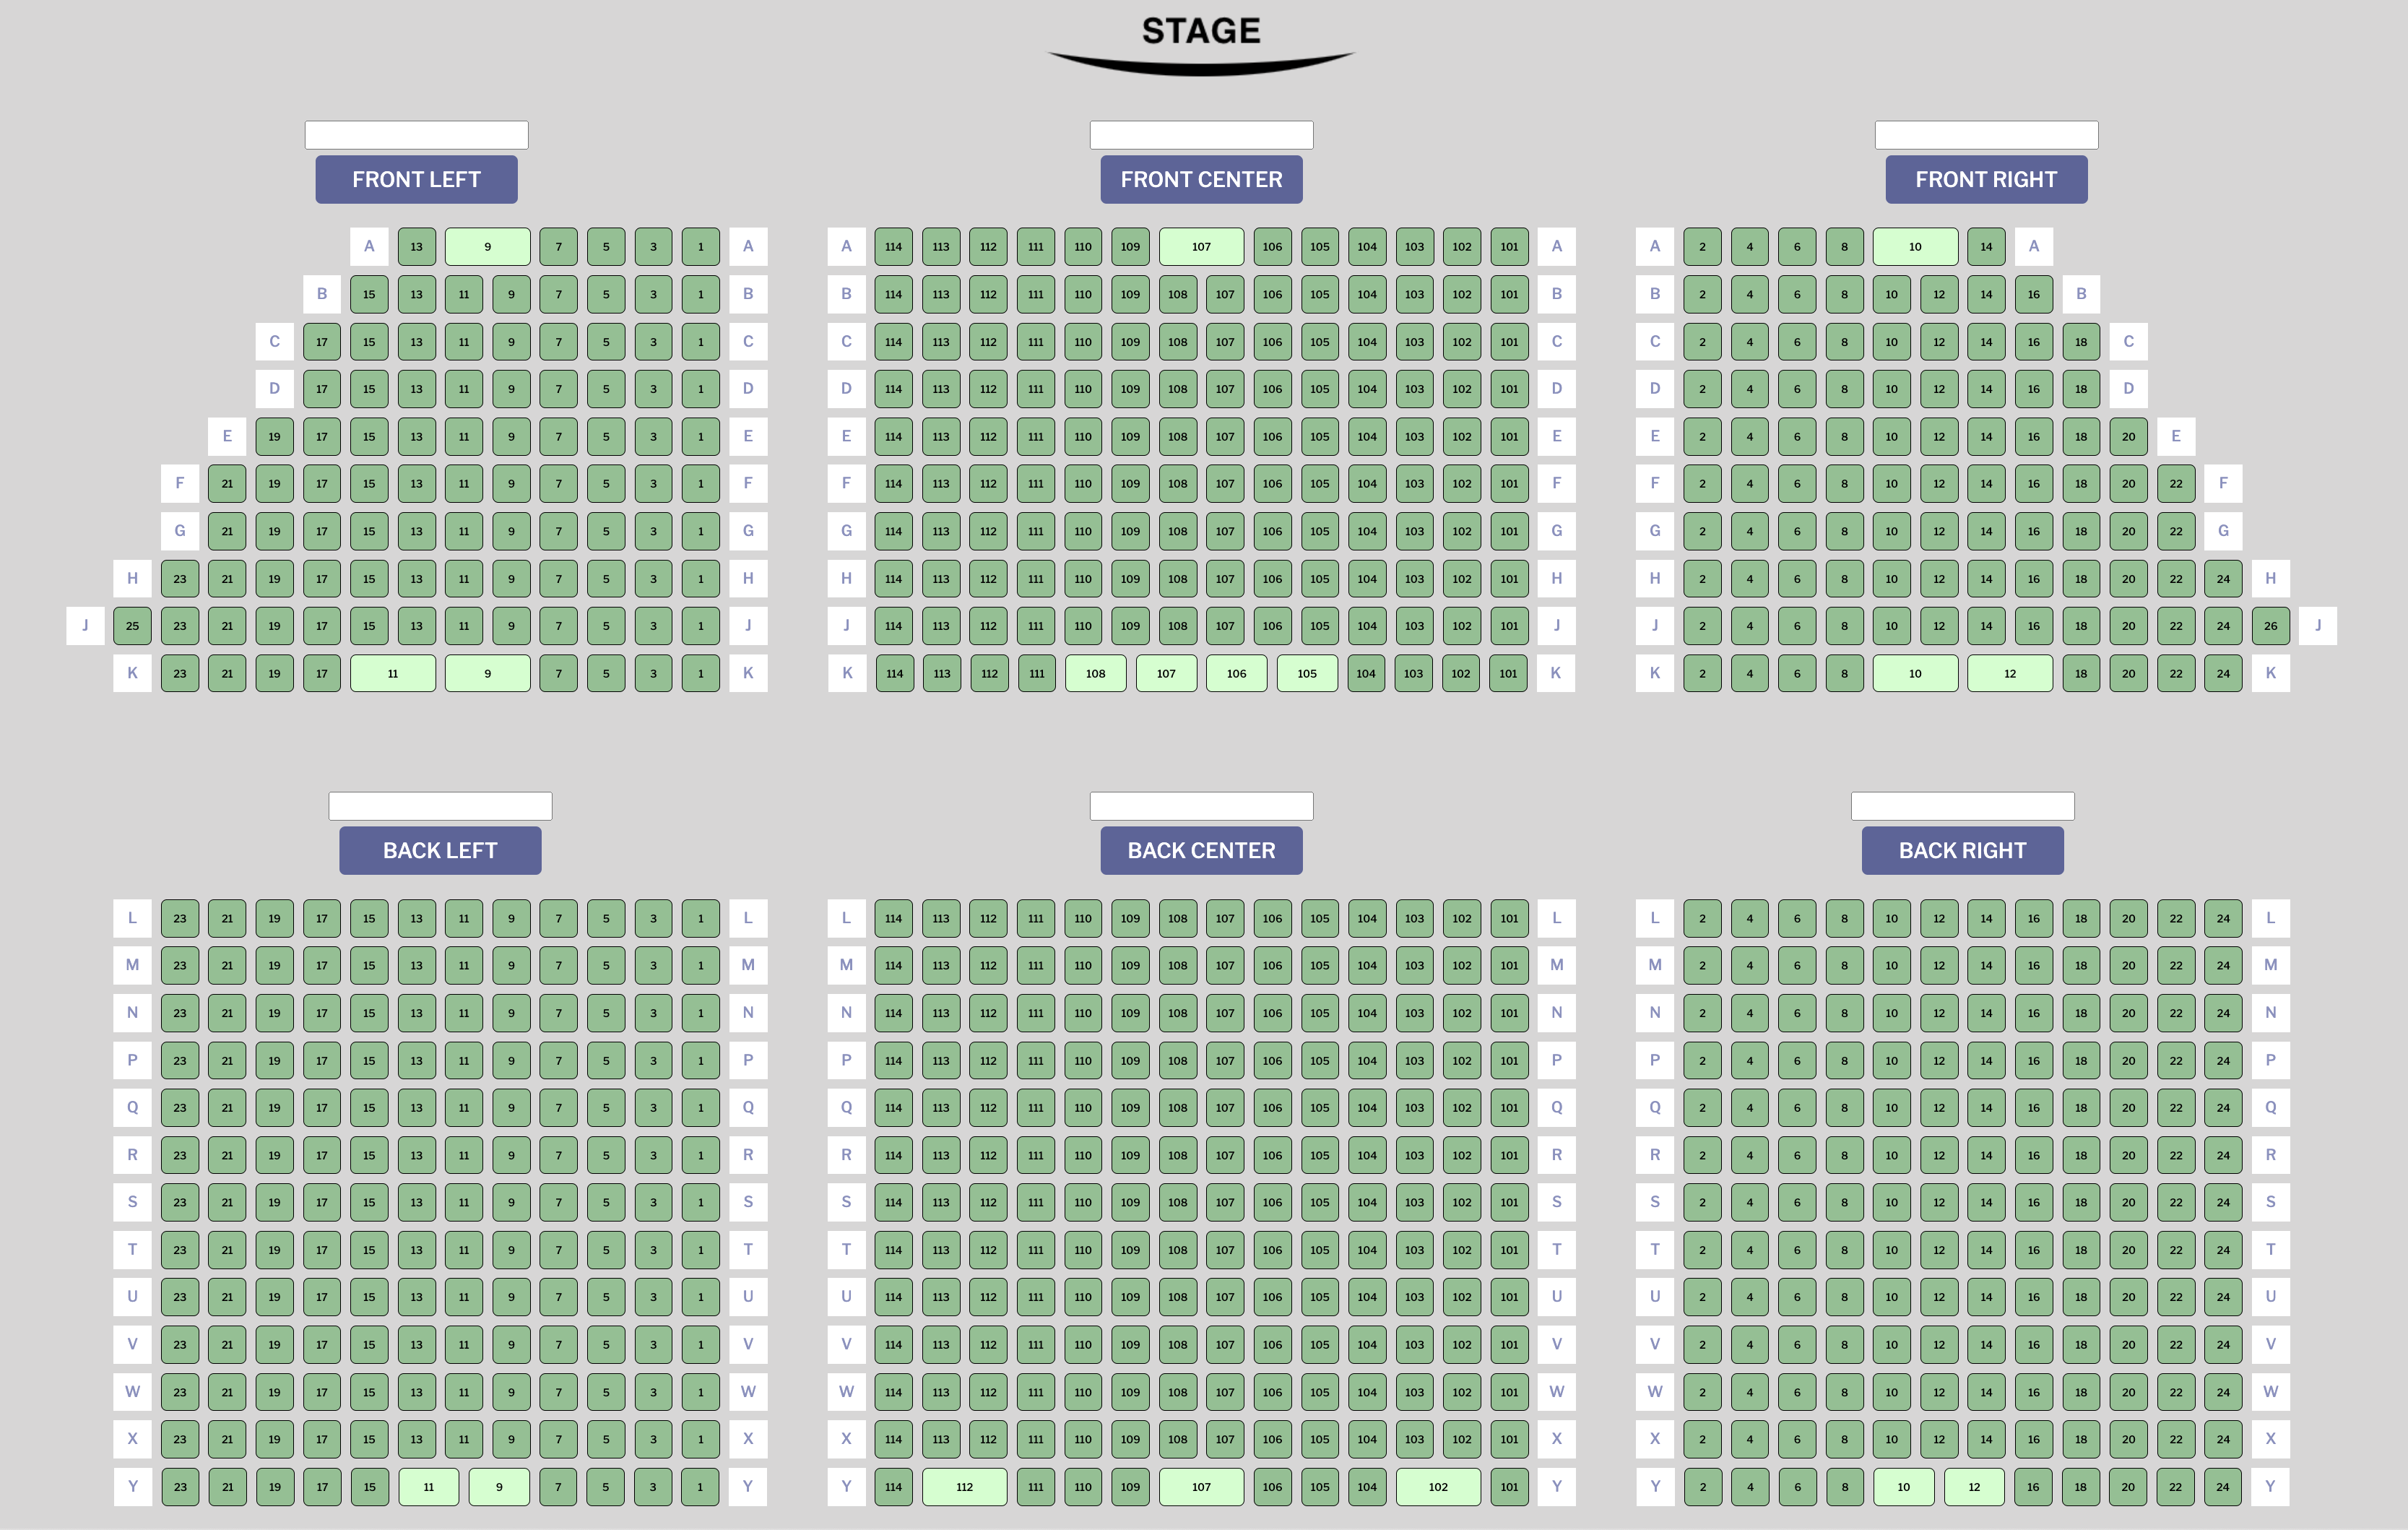 STAGE
FRONT LEFT FRONT CENTER FRONT RIGHT
A 13 9 7 5 3 1 A A 114 113 112 111 110 109 107 106 105 104 103 102 101 A A 2 4 6 8 10 14 A
B 15 13 11 9 7 5 3 1 B B 114 113 112 111 110 109 108 107 106 105 104 103 102 101 B B 2 4 6 8 10 12 14 16 B
C 17 15 13 11 9 7 5 3 1 C C 114 113 112 111 110 109 108 107 106 105 104 103 102 101 C C 2 4 6 8 10 12 14 16 18 C
D 17 15 13 11 9 7 5 3 1 D D 114 113 112 111 110 109 108 107 106 105 104 103 102 101 D D 2 4 6 8 10 12 14 16 18 D
E 19 17 15 13 11 9 7 5 3 1 E E 114 113 112 111 110 109 108 107 106 105 104 103 102 101 E E 2 4 6 8 10 12 14 16 18 20 E
F 21 19 17 15 13 11 9 7 5 3 1 F F 114 113 112 111 110 109 108 107 106 105 104 103 102 101 F F 2 4 6 8 10 12 14 16 18 20 22 F
G 21 19 17 15 13 11 9 7 5 3 1 G G 114 113 112 111 110 109 108 107 106 105 104 103 102 101 G G 2 4 6 8 10 12 14 16 18 20 22 G
H 23 21 19 17 15 13 11 9 7 5 3 1 H H 114 113 112 111 110 109 108 107 106 105 104 103 102 101 H H 2 4 6 8 10 12 14 16 18 20 22 24 H
J 25 23 21 19 17 15 13 11 9 7 5 3 1 J J 114 113 112 111 110 109 108 107 106 105 104 103 102 101 J J 2 4 6 8 10 12 14 16 18 20 22 24 26 J
K 23 21 19 17 11 9 7 5 3 1 K K 114 113 112 111 108 107 106 105 104 103 102 101 K K 2 4 6 8 10 12 18 20 22 24 K
BACK LEFT BACK CENTER BACK RIGHT
L 23 21 19 17 15 13 11 9 7 5 3 1 L L 114 113 112 111 110 109 108 107 106 105 104 103 102 101 L L 2 4 6 8 10 12 14 16 18 20 22 24 L
M 23 21 19 17 15 13 11 9 7 5 3 1 M M 114 113 112 111 110 109 108 107 106 105 104 103 102 101 M M 2 4 6 8 10 12 14 16 18 20 22 24 M
N 23 21 19 17 15 13 11 9 7 5 3 1 N N 114 113 112 111 110 109 108 107 106 105 104 103 102 101 N N 2 4 6 8 10 12 14 16 18 20 22 24 N
P 23 21 19 17 15 13 11 9 7 5 3 1 P P 114 113 112 111 110 109 108 107 106 105 104 103 102 101 P P 2 4 6 8 10 12 14 16 18 20 22 24 P
Q 23 21 19 17 15 13 11 9 7 5 3 1 Q Q 114 113 112 111 110 109 108 107 106 105 104 103 102 101 Q Q 2 4 6 8 10 12 14 16 18 20 22 24 Q
R 23 21 19 17 15 13 11 9 7 5 3 1 R R 114 113 112 111 110 109 108 107 106 105 104 103 102 101 R R 2 4 6 8 10 12 14 16 18 20 22 24 R
S 23 21 19 17 15 13 11 9 7 5 3 1 S S 114 113 112 111 110 109 108 107 106 105 104 103 102 101 S S 2 4 6 8 10 12 14 16 18 20 22 24 S
T 23 21 19 17 15 13 11 9 7 5 3 1 T T 114 113 112 111 110 109 108 107 106 105 104 103 102 101 T T 2 4 6 8 10 12 14 16 18 20 22 24 T
U 23 21 19 17 15 13 11 9 7 5 3 1 U U 114 113 112 111 110 109 108 107 106 105 104 103 102 101 U U 2 4 6 8 10 12 14 16 18 20 22 24 U
V 23 21 19 17 15 13 11 9 7 5 3 1 V V 114 113 112 111 110 109 108 107 106 105 104 103 102 101 V V 2 4 6 8 10 12 14 16 18 20 22 24 V
W 23 21 19 17 15 13 11 9 7 5 3 1 W W 114 113 112 111 110 109 108 107 106 105 104 103 102 101 W W 2 4 6 8 10 12 14 16 18 20 22 24 W
X 23 21 19 17 15 13 11 9 7 5 3 1 X X 114 113 112 111 110 109 108 107 106 105 104 103 102 101 X X 2 4 6 8 10 12 14 16 18 20 22 24 X
Y 23 21 19 17 15 11 9 7 5 3 1 Y Y 114 112 111 110 109 107 106 105 104 102 101 Y Y 2 4 6 8 10 12 16 18 20 22 24 Y